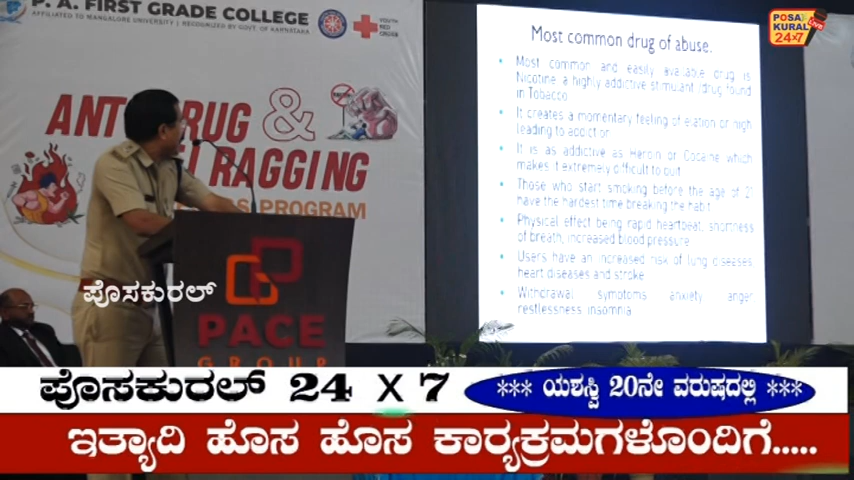 P. A. FIRST GRADE COLLEGE
AFFILIATED TO MANGALORE UNIVERSITY | RECOGNIZED BY GOVT. OF KARNATAKA
YOUTH
RED
CROSS
POSA
KURAL
24x7
Live
ANTI DRUG &
RAGGING
PROGRAM
Most common drug of abuse.
• Most common and easily available drug is
Nicotine, a highly addictive stimulant (drug found
in Tobacco
• It creates a momentary feeling of elation or high
leading to addiction
• It is as addictive as Heroin or Cocaine which
makes it extremely difficult to quit
• Those who start smoking before the age of 21
have the hardest time breaking the habit
• Physical effect being rapid heartbeat, shortness
of breath, increased blood pressure
• Users have an increased risk of lung diseases
heart diseases and stroke
• Withdrawal symptoms anxiety anger
restlessness, insomnia
ಪೊಸಕುರಲ್
PACE
GROUP
ಪೊಸಕುರಲ್ 24 X 7
*** ಯಶಸ್ವಿ 20ನೇ ವರುಷದಲ್ಲಿ ***
ಇತ್ಯಾದಿ ಹೊಸ ಹೊಸ ಕಾರ್‍ಯಕ್ರಮಗಳೊಂದಿಗೆ.....